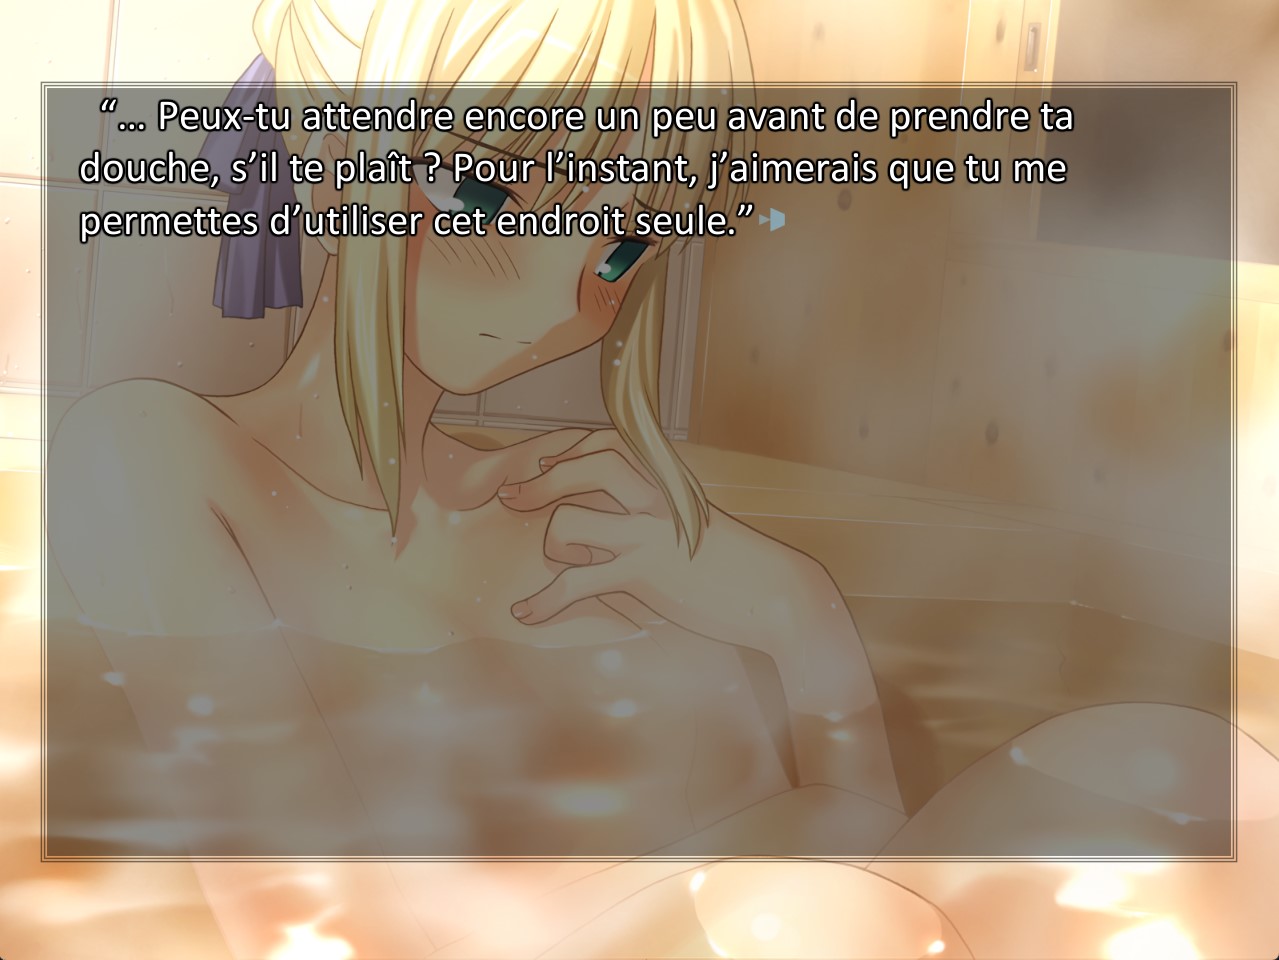 “... Peux-tu attendre encore un peu avant de prendre ta
douche, s’il te plaît ? Pour l’instant, j’aimerais que tu me
permettes d’utiliser cet endroit seule.”